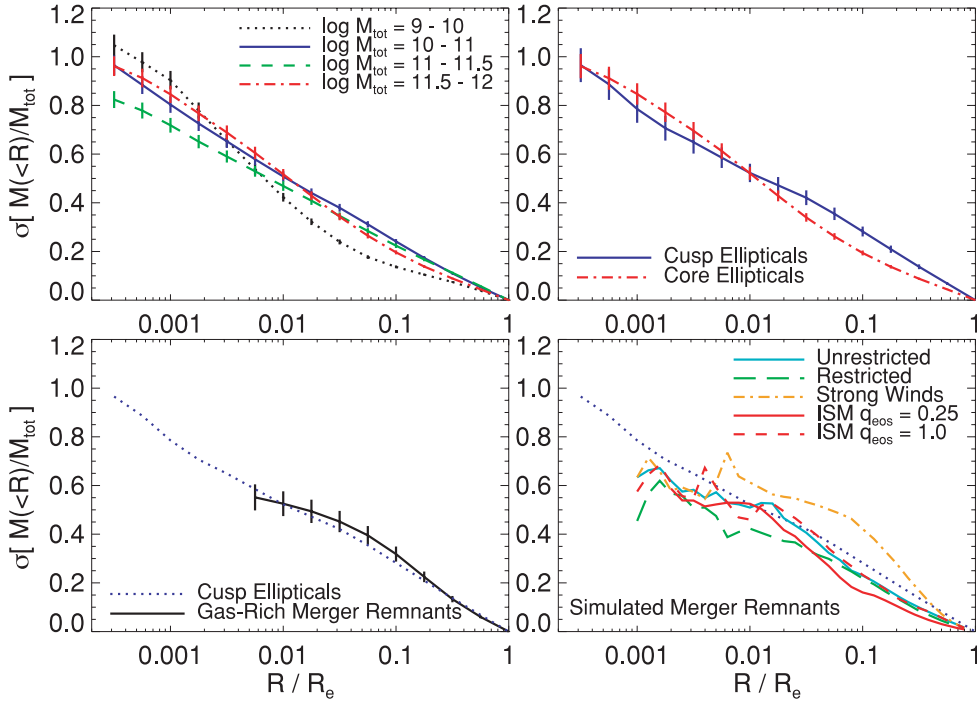 1.2
1.0
0.8
0.6
0.4
0.2
0.0
σ[ M(<R)/M_tot ]
log M_tot = 9 - 10
log M_tot = 10 - 11
log M_tot = 11 - 11.5
log M_tot = 11.5 - 12
0.001
0.01
0.1
1
1.2
1.0
0.8
0.6
0.4
0.2
0.0
Cusp Ellipticals
Core Ellipticals
0.001
0.01
0.1
1
1.2
1.0
0.8
0.6
0.4
0.2
0.0
σ[ M(<R)/M_tot ]
Cusp Ellipticals
Gas-Rich Merger Remnants
0.001
0.01
0.1
1
R / R_e
1.2
1.0
0.8
0.6
0.4
0.2
0.0
Unrestricted
Restricted
Strong Winds
ISM q_eos = 0.25
ISM q_eos = 1.0
Simulated Merger Remnants
0.001
0.01
0.1
1
R / R_e